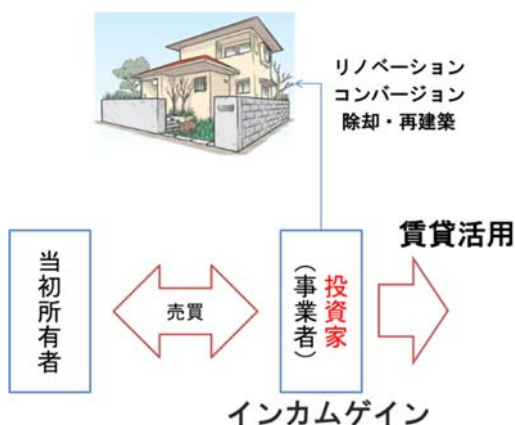 リノベーション
コンバージョン
除却・再建築
賃貸活用
当初所有者
売買
投資家
（事業者）
インカムゲイン